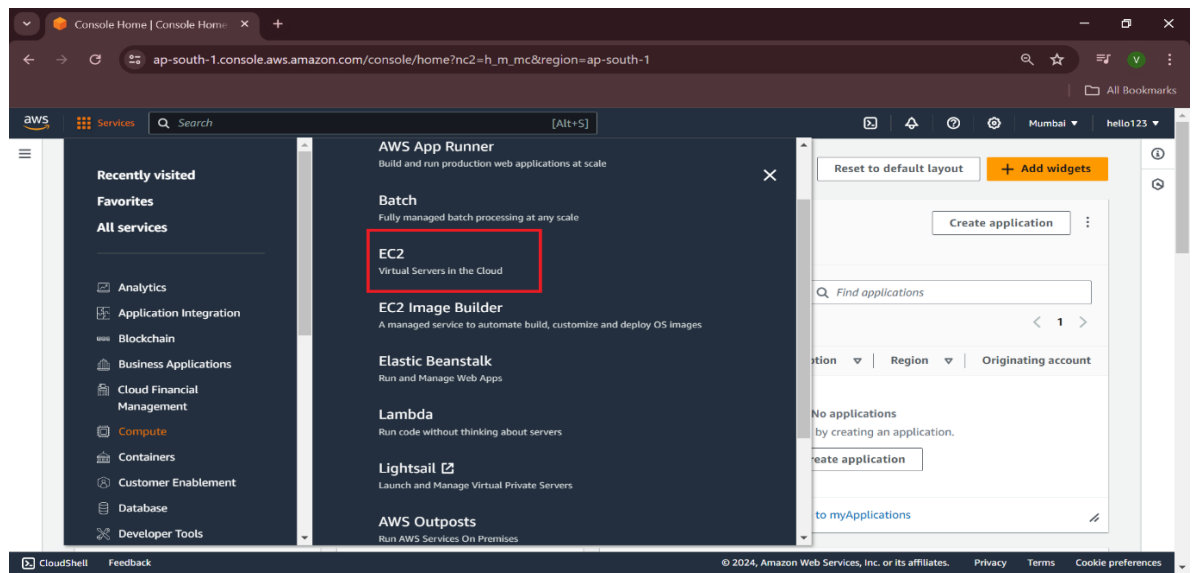 Console Home | Console Home
ap-south-1.console.aws.amazon.com/console/home?nc2=h_m_mc&region=ap-south-1
V
All Bookmarks
aws
Services
Search
[Alt+S]
Mumbai
hello123
Recently visited
Favorites
All services
Analytics
Application Integration
Blockchain
Business Applications
Cloud Financial
Management
Compute
Containers
Customer Enablement
Database
Developer Tools
AWS App Runner
Build and run production web applications at scale
Batch
Fully managed batch processing at any scale
EC2
Virtual Servers in the Cloud
EC2 Image Builder
A managed service to automate build, customize and deploy OS images
Elastic Beanstalk
Run and Manage Web Apps
Lambda
Run code without thinking about servers
Lightsail
Launch and Manage Virtual Private Servers
AWS Outposts
Run AWS Services On Premises
Reset to default layout
+ Add widgets
Create application
Find applications
< 1 >
ption Region Originating account
No applications
by creating an application.
reate application
to myApplications
CloudShell Feedback
© 2024, Amazon Web Services, Inc. or its affiliates. Privacy Terms Cookie preferences